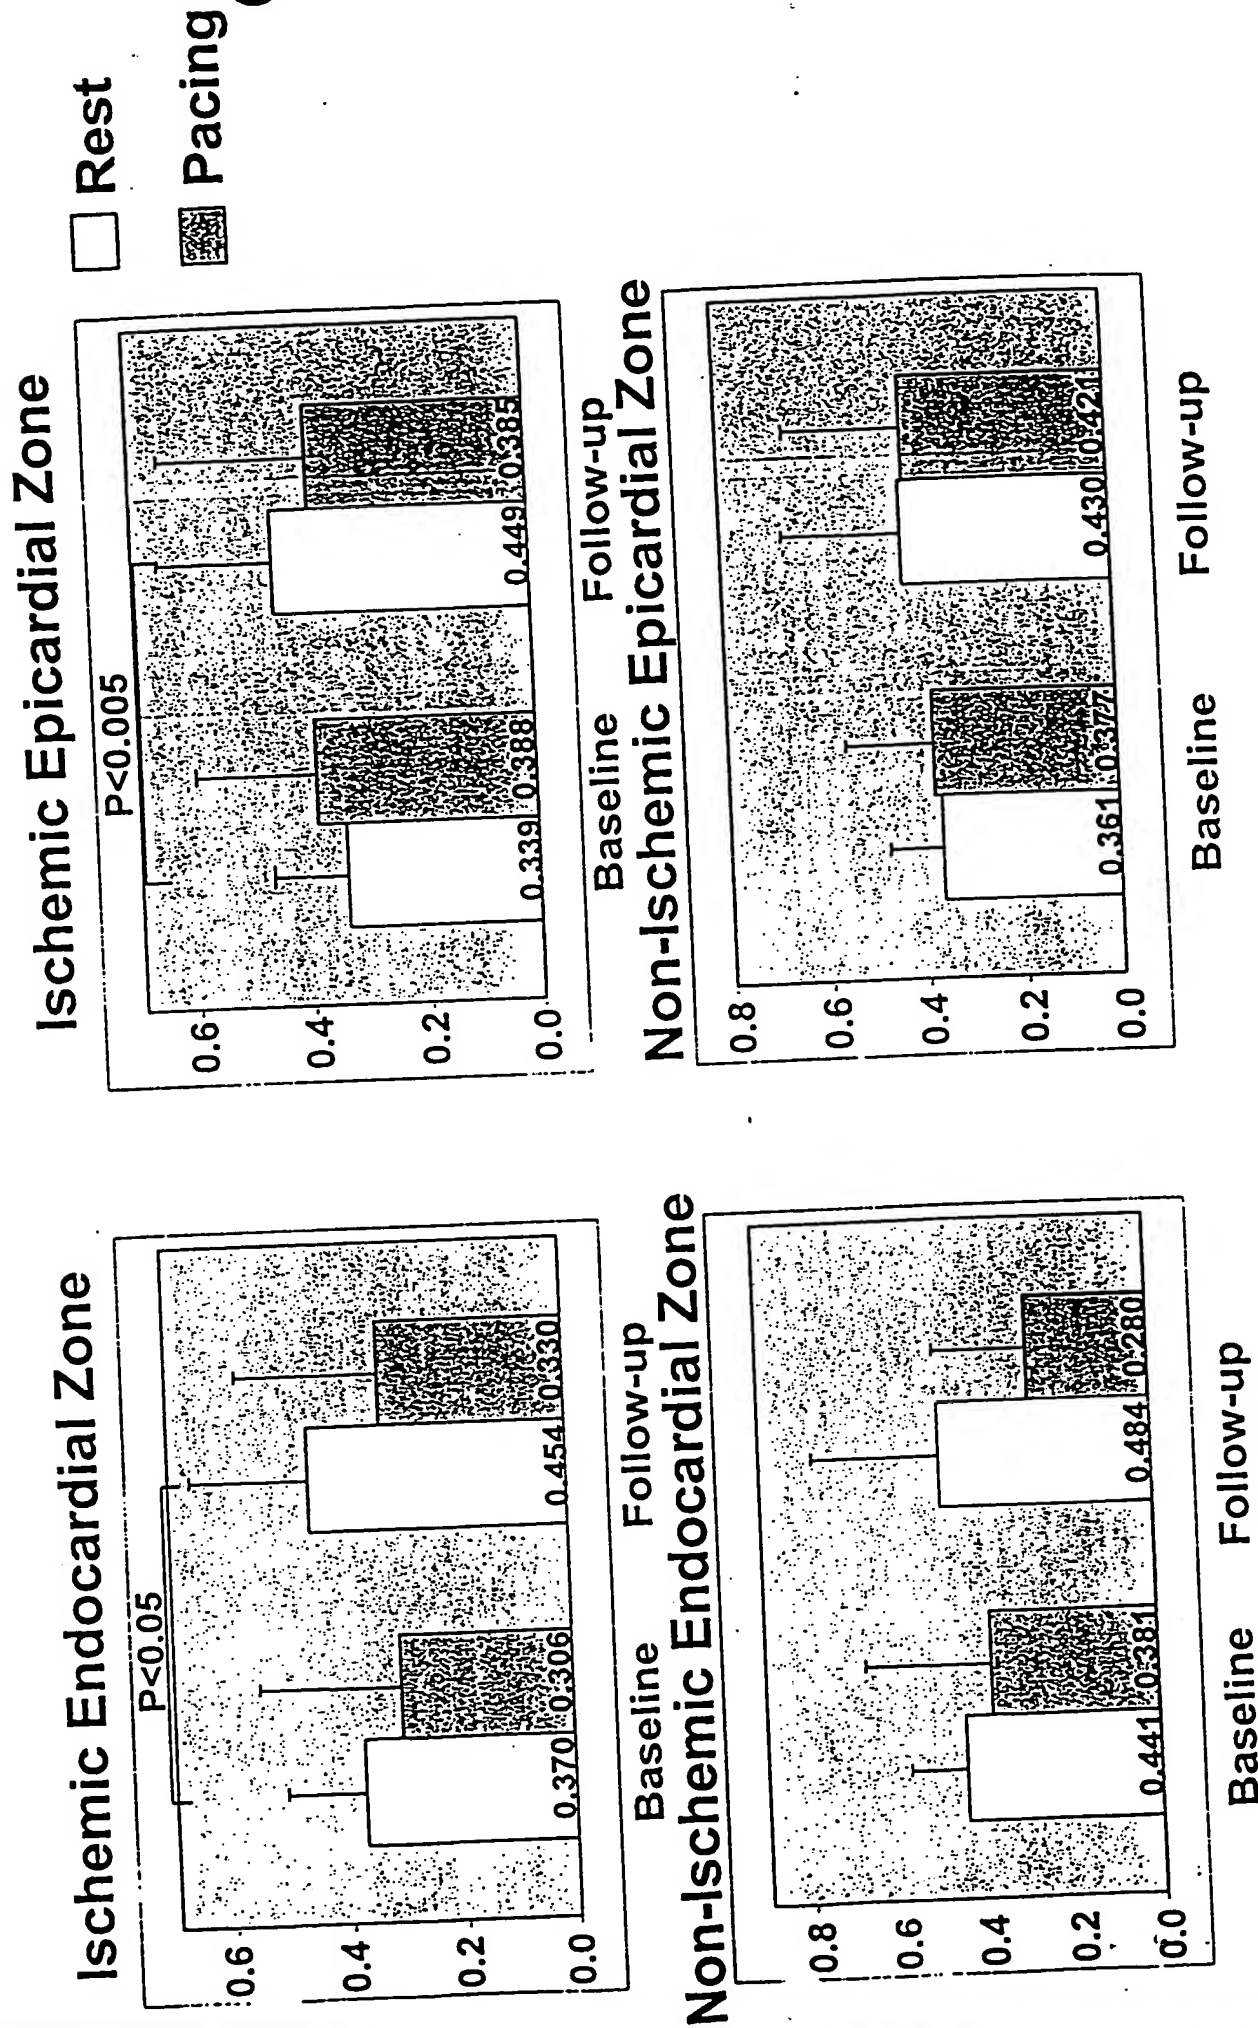 Ischemic Endocardial Zone
P<0.05
0.6
0.4
0.2
0.0
0.370
0.306
0.454
0.330
Baseline
Follow-up
Ischemic Epicardial Zone
P<0.005
0.6
0.4
0.2
0.0
0.339
0.388
0.449
0.385
Baseline
Follow-up
Rest
Pacing
Non-Ischemic Endocardial Zone
0.8
0.6
0.4
0.2
0.0
0.441
0.381
0.484
0.280
Baseline
Follow-up
Non-Ischemic Epicardial Zone
0.8
0.6
0.4
0.2
0.0
0.361
0.377
0.430
0.421
Baseline
Follow-up